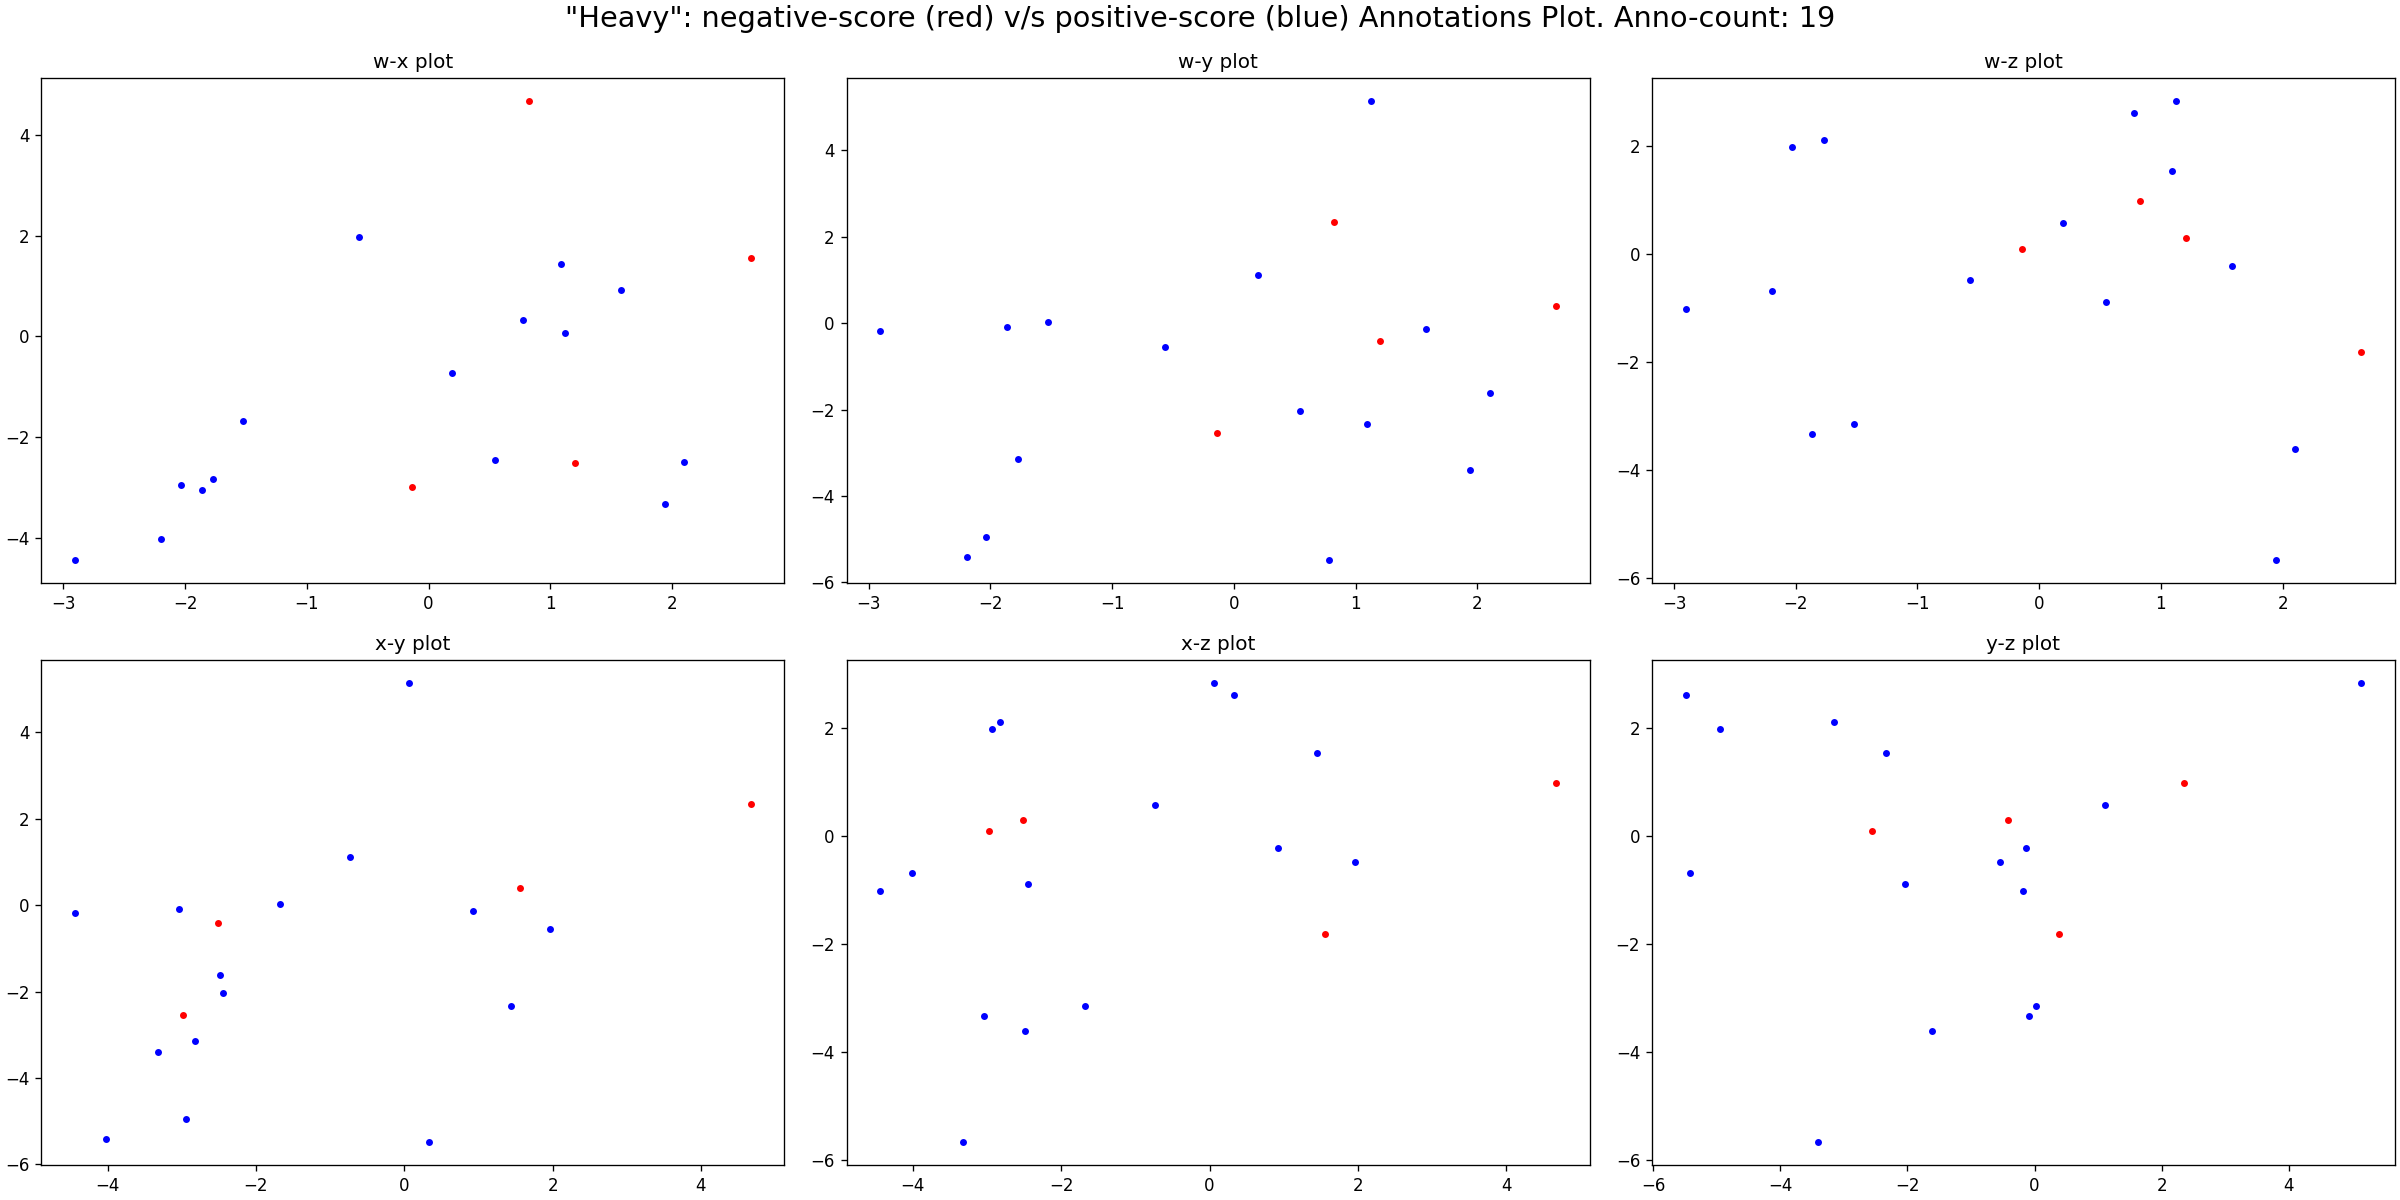 "Heavy": negative-score (red) v/s positive-score (blue) Annotations Plot. Anno-count: 19
w-x plot
4
2
0
−2
−4
−3 −2 −1 0 1 2
w-y plot
4
2
0
−2
−4
−6
−3 −2 −1 0 1 2
w-z plot
2
0
−2
−4
−6
−3 −2 −1 0 1 2
x-y plot
4
2
0
−2
−4
−6
−4 −2 0 2 4
x-z plot
2
0
−2
−4
−6
−4 −2 0 2 4
y-z plot
2
0
−2
−4
−6
−6 −4 −2 0 2 4